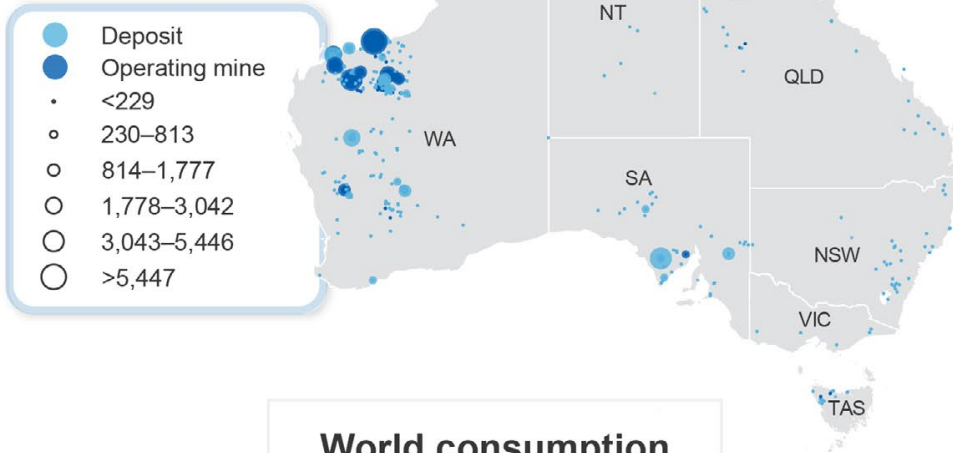 Deposit
Operating mine
<229
230–813
814–1,777
1,778–3,042
3,043–5,446
>5,447
NT
QLD
WA
SA
NSW
VIC
TAS
World consumption